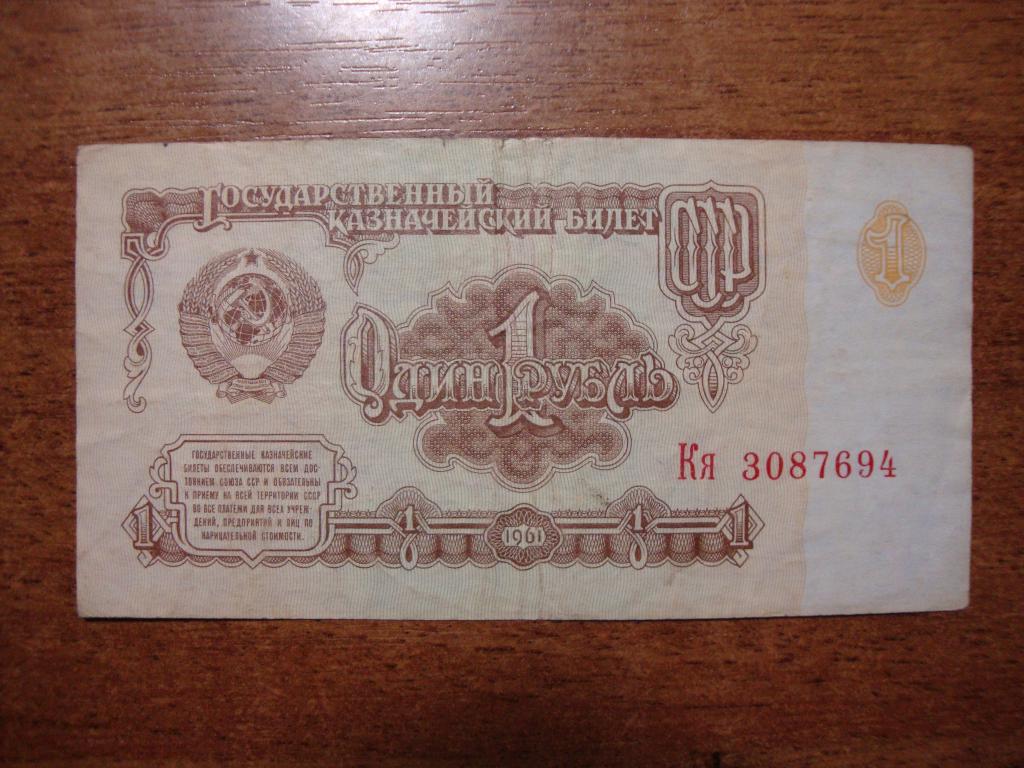 ГОСУДАРСТВЕННЫЙ
КАЗНАЧЕЙСКИЙ БИЛЕТ
СССР
1
1
ОДИН РУБЛЬ
Кя 3087694
ГОСУДАРСТВЕННЫЕ КАЗНАЧЕЙСКИЕ
БИЛЕТЫ ОБЕСПЕЧИВАЮТСЯ ВСЕМ ДОС-
ТОЯНИЕМ СОЮЗА ССР И ОБЯЗАТЕЛЬНЫ
К ПРИЕМУ НА ВСЕЙ ТЕРРИТОРИИ СССР
ВО ВСЕ ПЛАТЕЖИ ДЛЯ ВСЕХ УЧРЕЖ-
ДЕНИЙ, ПРЕДПРИЯТИЙ И ЛИЦ ПО
НАРИЦАТЕЛЬНОЙ СТОИМОСТИ.
1 1 1961 1 1